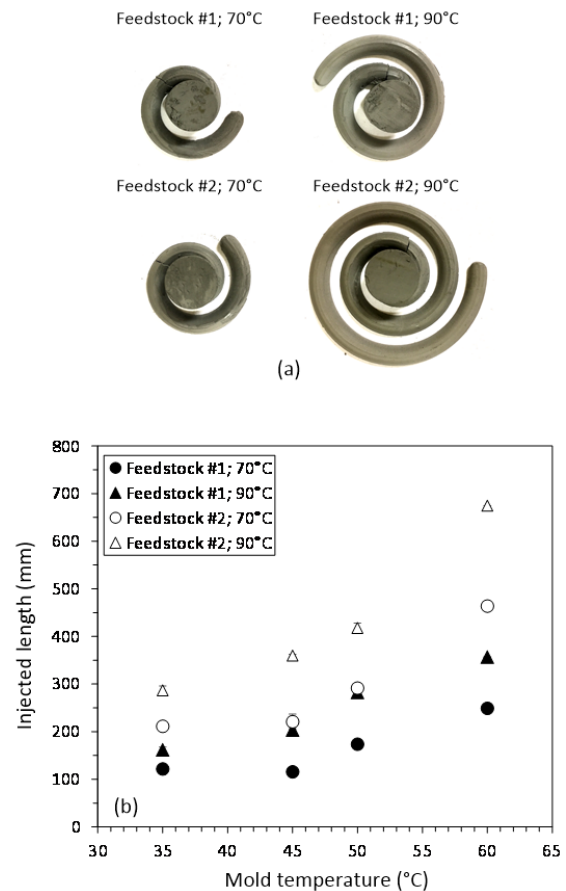 Feedstock #1; 70°C
Feedstock #1; 90°C
Feedstock #2; 70°C
Feedstock #2; 90°C
(a)
800
700
600
500
400
300
200
100
0
Injected length (mm)
Feedstock #1; 70°C
Feedstock #1; 90°C
Feedstock #2; 70°C
Feedstock #2; 90°C
(b)
30 35 40 45 50 55 60 65
Mold temperature (°C)